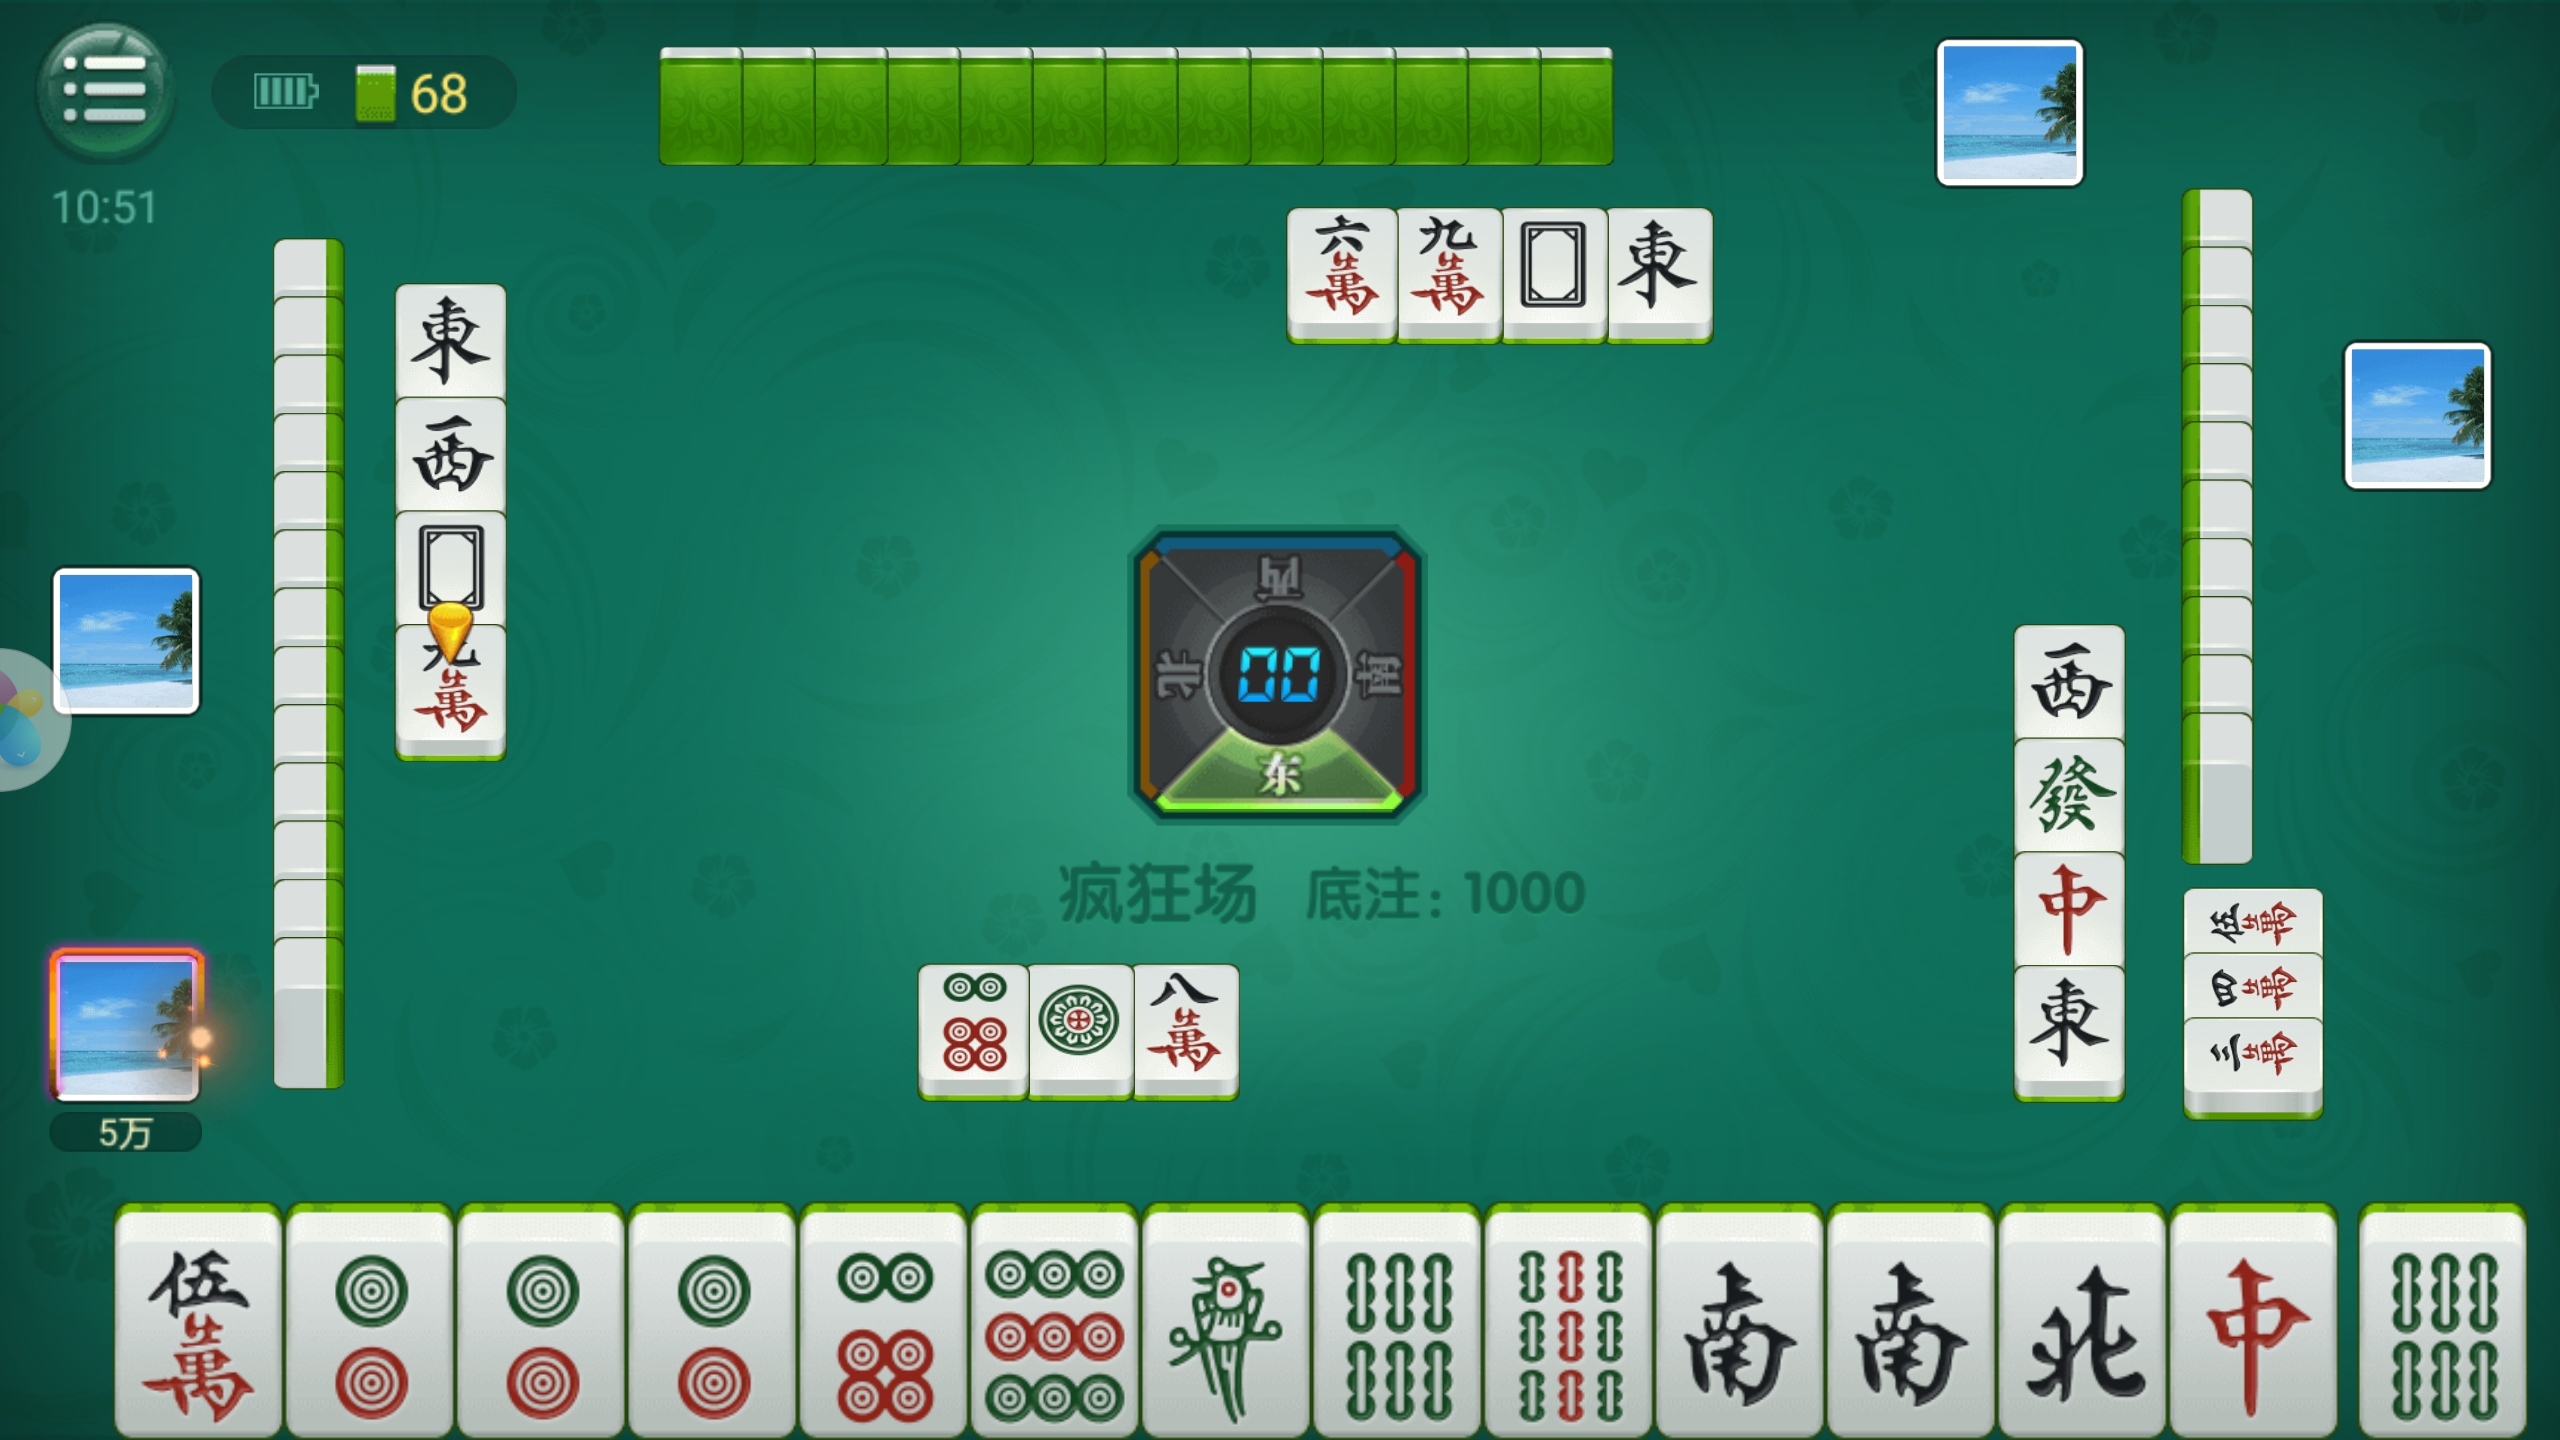 68
10:51
六萬 九萬 東
東
西
九萬
西
發
中
東
伍萬
四萬
三萬
西
北 00 南
东
疯狂场 底注: 1000
八萬
5万
伍萬 南 南 北 中